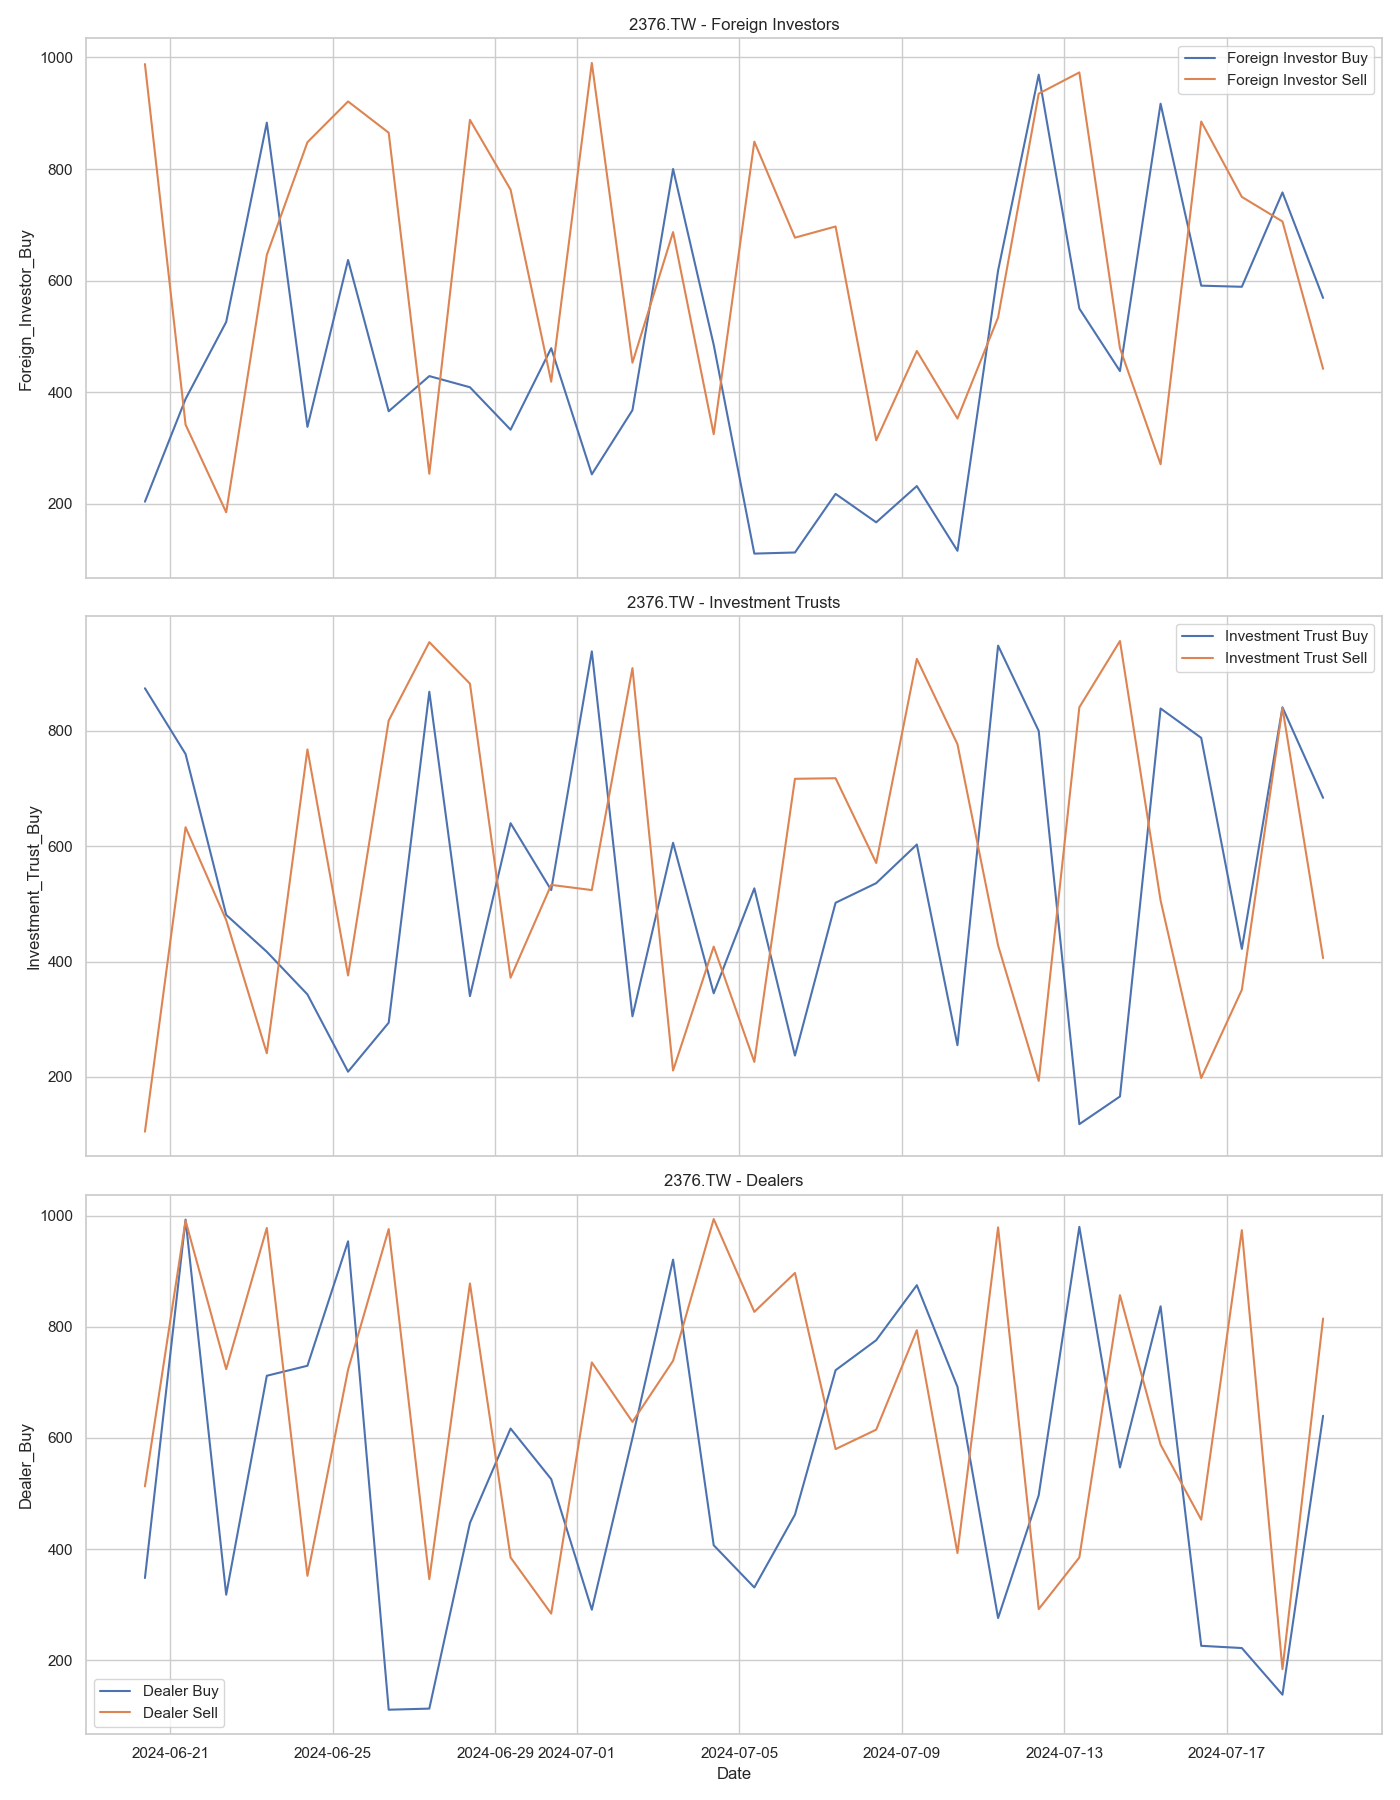 2376.TW - Foreign Investors
Foreign_Investor_Buy
1000
800
600
400
200
Foreign Investor Buy
Foreign Investor Sell
2376.TW - Investment Trusts
Investment_Trust_Buy
800
600
400
200
Investment Trust Buy
Investment Trust Sell
2376.TW - Dealers
Dealer_Buy
1000
800
600
400
200
Dealer Buy
Dealer Sell
2024-06-21 2024-06-25 2024-06-29 2024-07-01 2024-07-05 2024-07-09 2024-07-13 2024-07-17
Date